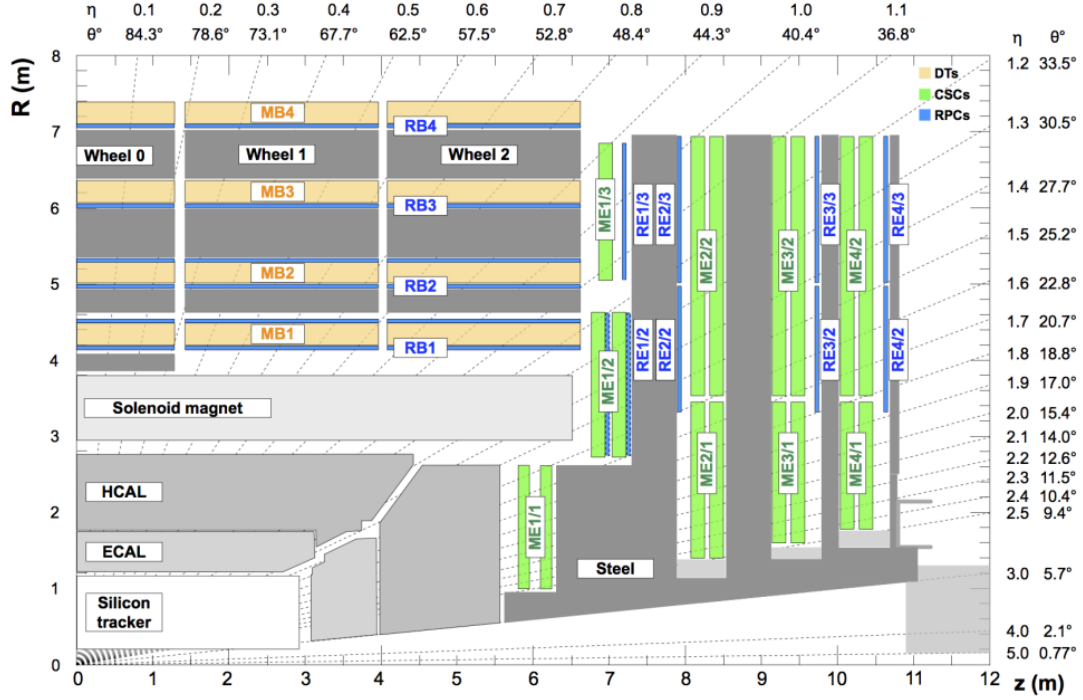 η 0.1 0.2 0.3 0.4 0.5 0.6 0.7 0.8 0.9 1.0 1.1
θ° 84.3° 78.6° 73.1° 67.7° 62.5° 57.5° 52.8° 48.4° 44.3° 40.4° 36.8° η θ°
8
1.2 33.5°
R (m)
DTs
CSCs
RPCs
MB4
RB4
7
1.3 30.5°
Wheel 0
Wheel 1
Wheel 2
MB3
RB3
6
1.4 27.7°
ME1/3
RE1/3
RE2/3
ME2/2
ME3/2
RE3/3
ME4/2
RE4/3
1.5 25.2°
MB2
RB2
5
1.6 22.8°
MB1
RB1
1.7 20.7°
ME1/2
RE1/2
RE2/2
RE3/2
RE4/2
4
1.8 18.8°
1.9 17.0°
Solenoid magnet
2.0 15.4°
3
2.1 14.0°
2.2 12.6°
ME2/1
ME3/1
ME4/1
HCAL
2.3 11.5°
2.4 10.4°
2
2.5 9.4°
ME1/1
ECAL
Steel
1
3.0 5.7°
Silicon
tracker
4.0 2.1°
0
5.0 0.77°
0 1 2 3 4 5 6 7 8 9 10 11 12
z (m)